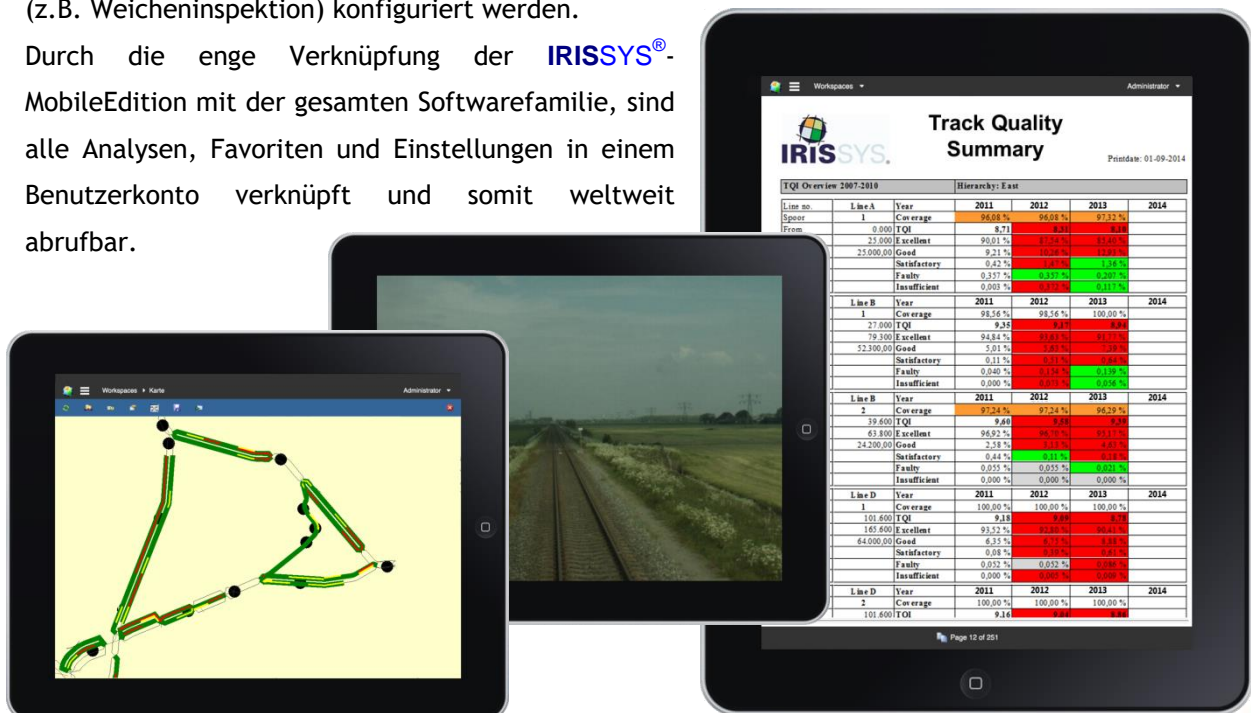 (z.B. Weicheninspektion) konfiguriert werden.
Durch die enge Verknüpfung der IRISSYS®-
MobileEdition mit der gesamten Softwarefamilie, sind
alle Analysen, Favoriten und Einstellungen in einem
Benutzerkonto verknüpft und somit weltweit
abrufbar.
Workspaces Administrator
IRISSYS
Track Quality
Summary
Printdate: 01-09-2014
TQI Overview 2007-2010 Hierarchy: East
Line no. Line A Year 2011 2012 2013 2014
Spoor 1 Coverage 96,08 % 96,08 % 97,32 %
From 0.000 TQI 8,71
25.000 Excellent 90,01 %
25.000,00 Good 9,21 %
Satisfactory 0,42 % 1,36 %
Faulty 0,357 % 0,357 % 0,207 %
Insufficient 0,003 % 0,117 %
Line B Year 2011 2012 2013 2014
1 Coverage 98,56 % 98,56 % 100,00 %
27.000 TQI 9,35
79.300 Excellent 94,84 %
52.300,00 Good 5,01 %
Satisfactory 0,11 %
Faulty 0,040 % 0,139 %
Insufficient 0,000 % 0,056 %
Line B Year 2011 2012 2013 2014
2 Coverage 97,24 % 97,24 % 96,29 %
39.600 TQI 9,60
63.800 Excellent 96,92 %
24.200,00 Good 2,58 %
Satisfactory 0,44 % 0,11 %
Faulty 0,055 % 0,055 % 0,021 %
Insufficient 0,000 % 0,000 % 0,000 %
Line D Year 2011 2012 2013 2014
1 Coverage 100,00 % 100,00 % 100,00 %
101.600 TQI 9,18
165.600 Excellent 93,52 %
64.000,00 Good 6,35 %
Satisfactory 0,08 %
Faulty 0,052 % 0,052 %
Insufficient 0,000 %
Line D Year 2011 2012 2013 2014
2 Coverage 100,00 % 100,00 % 100,00 %
101.600 TQI 9,16
Page 12 of 251
Workspaces Karte Administrator